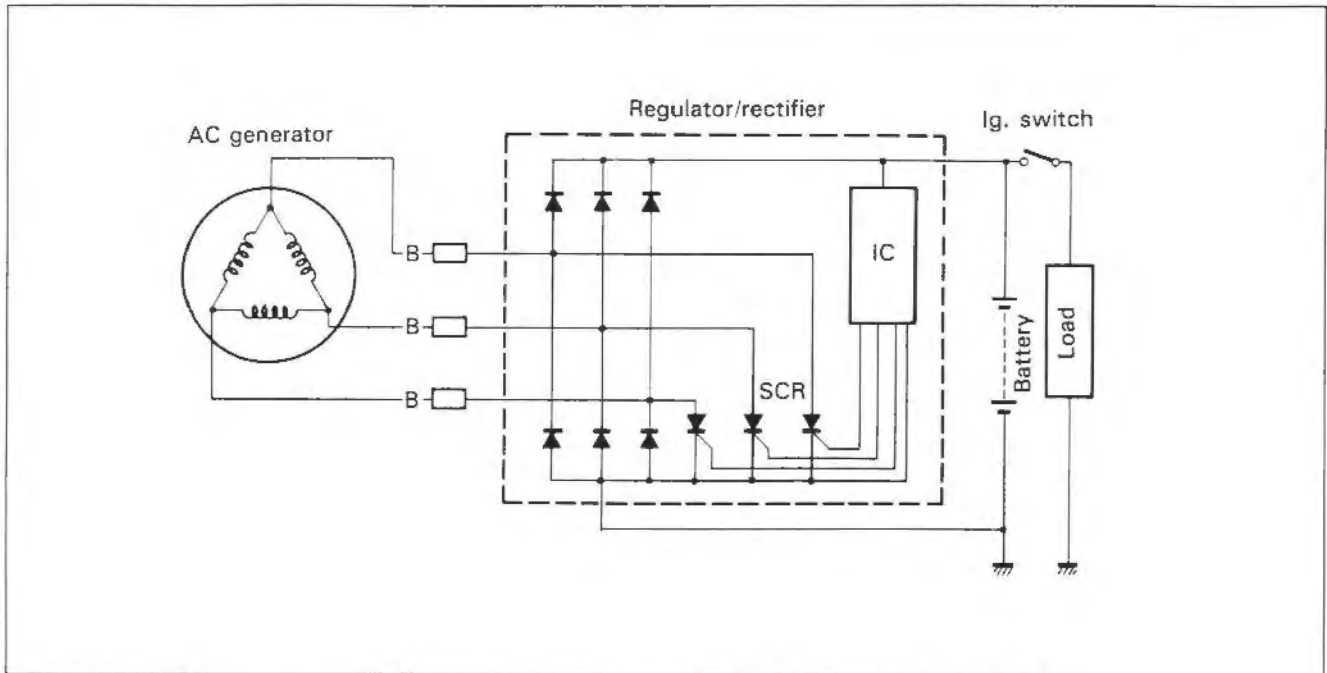 Regulator/rectifier
Ig. switch
AC generator
B
IC
B
SCR
Battery
Load
B